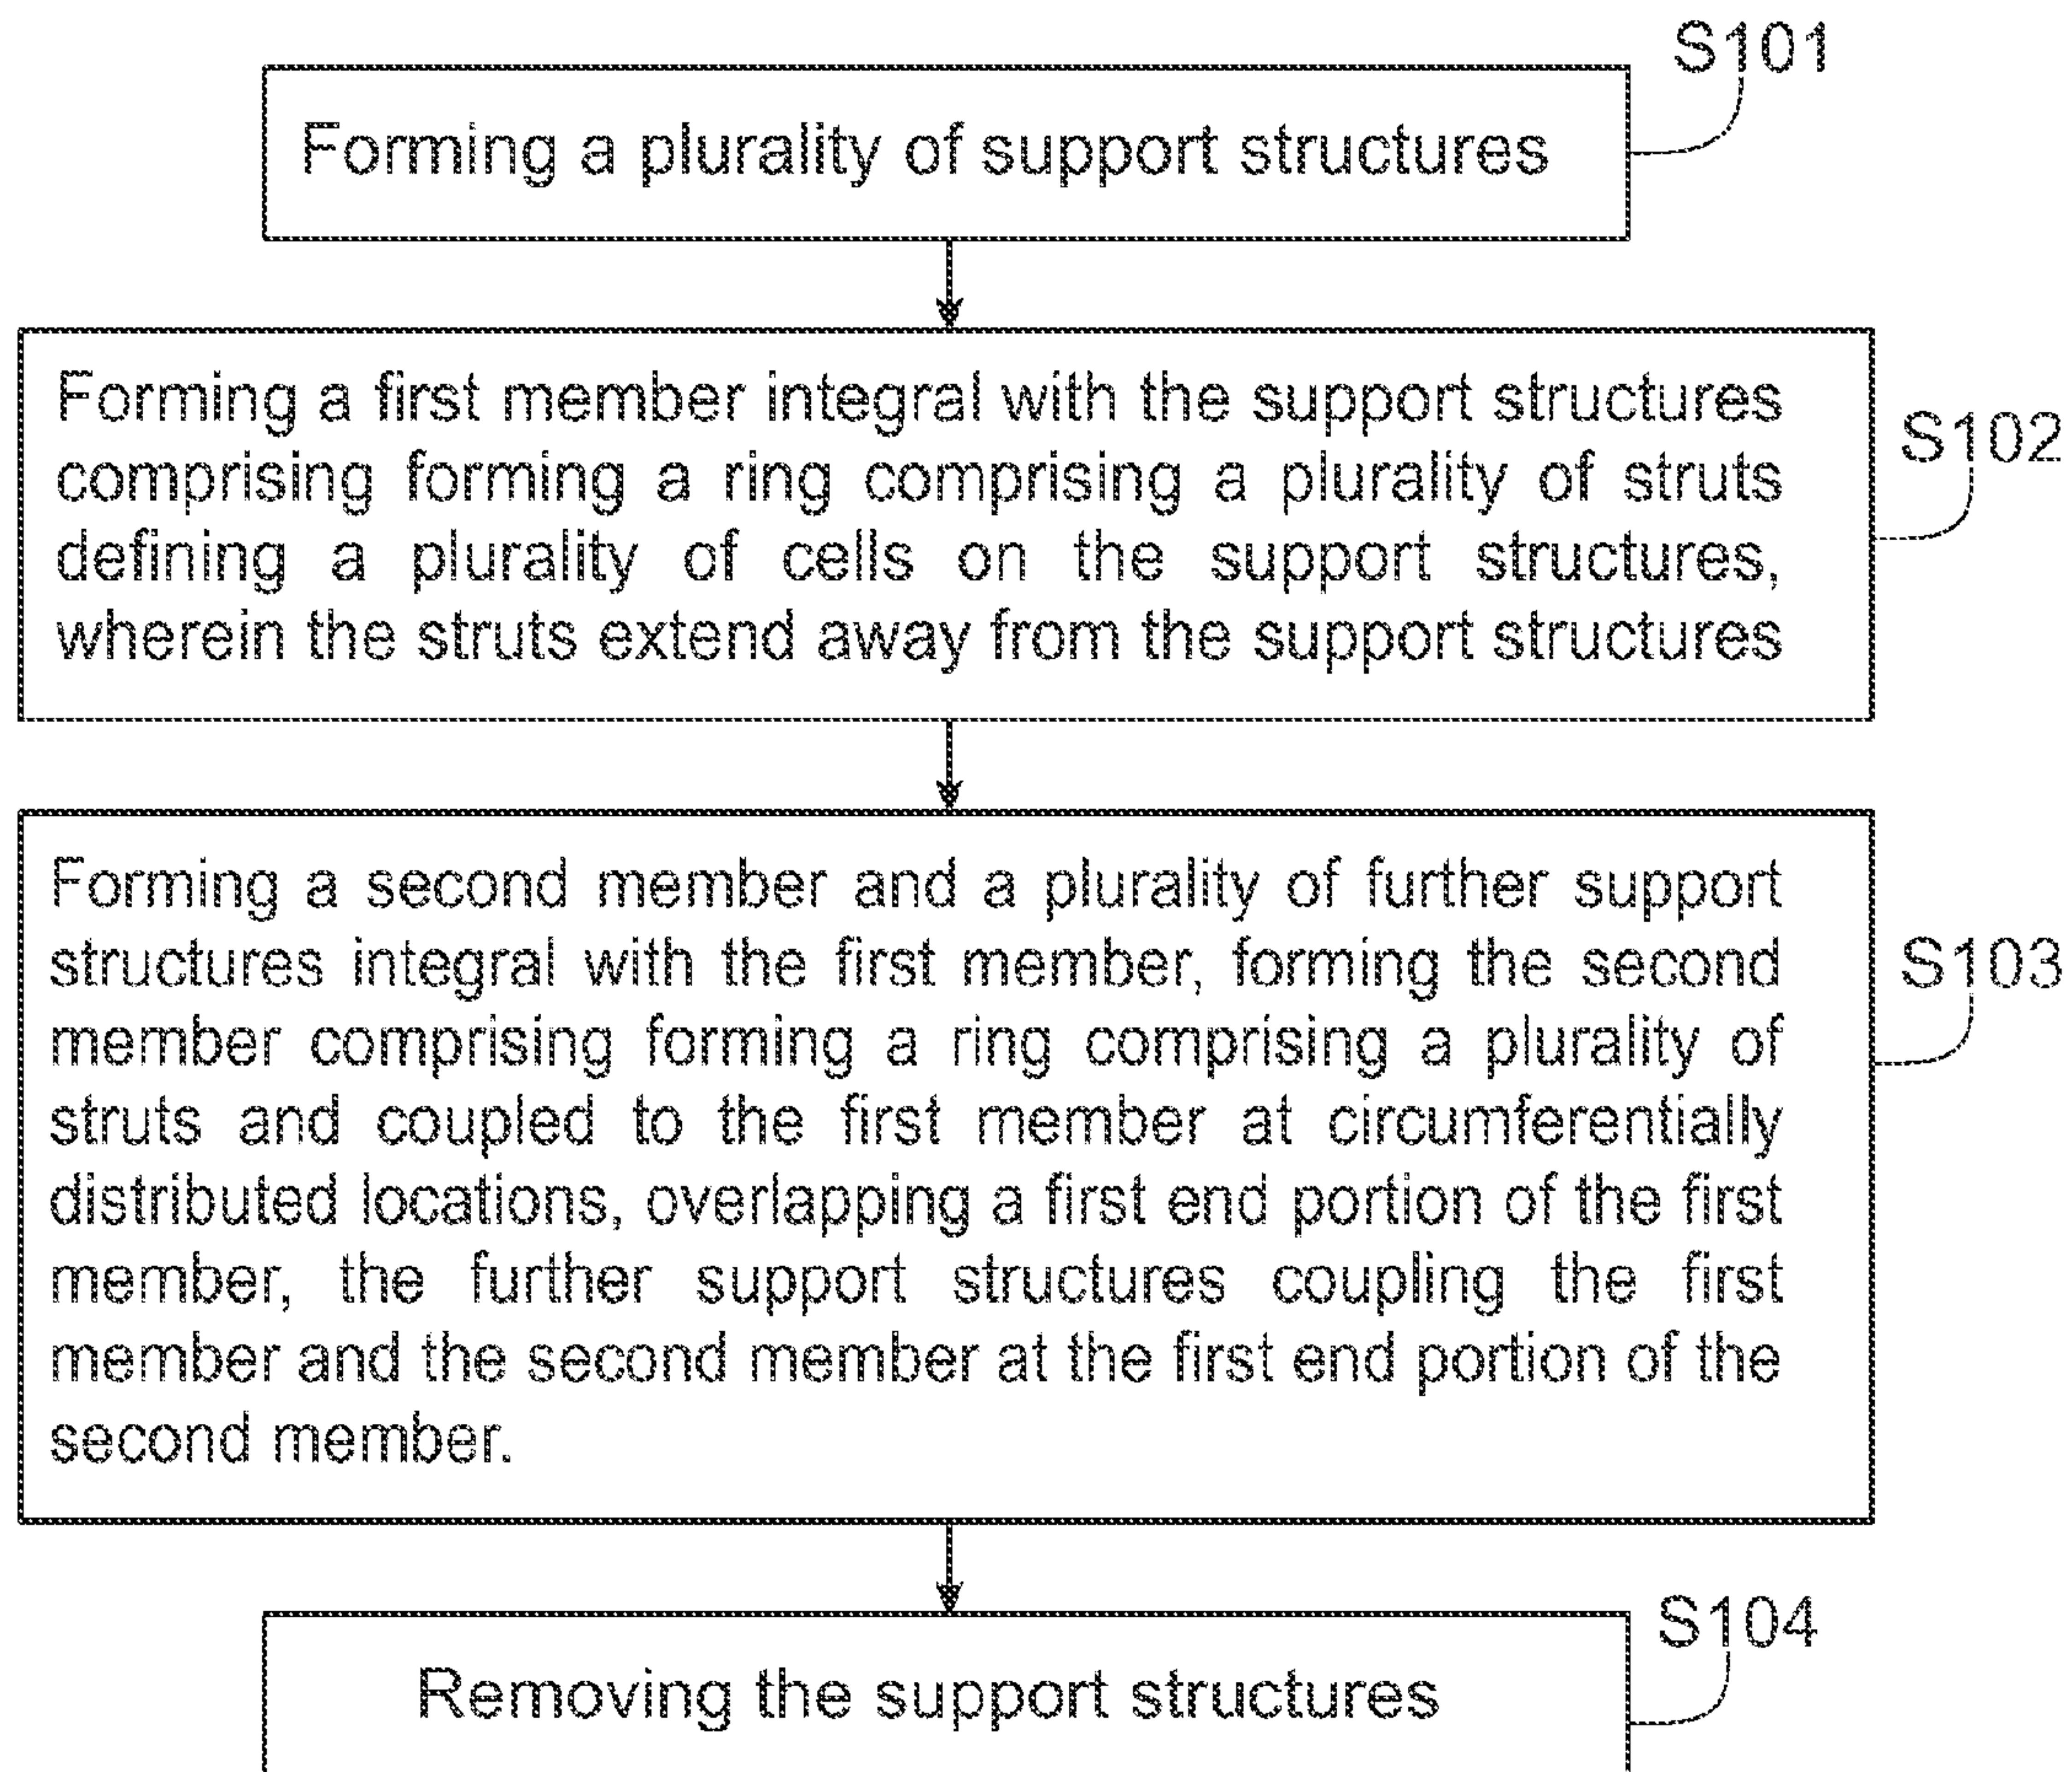 S101
Forming a plurality of support structures
Forming a first member integral with the support structures
comprising forming a ring comprising a plurality of struts
defining a plurality of cells on the support structures,
wherein the struts extend away from the support structures
S102
Forming a second member and a plurality of further support
structures integral with the first member, forming the second
member comprising forming a ring comprising a plurality of
struts and coupled to the first member at circumferentially
distributed locations, overlapping a first end portion of the first
member, the further support structures coupling the first
member and the second member at the first end portion of the
second member.
S103
S104
Removing the support structures